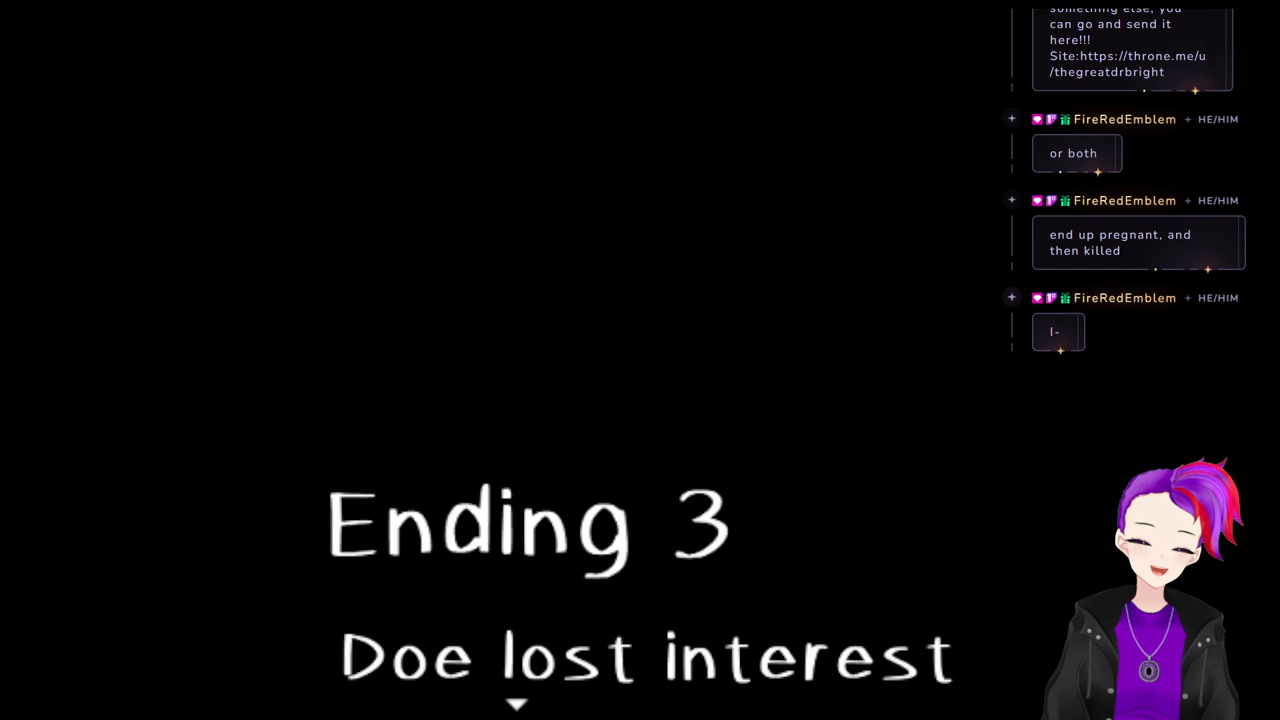 something else, you
can go and send it
here!!!
Site:https://throne.me/u
/thegreatdrbright
FireRedEmblem HE/HIM
or both
FireRedEmblem HE/HIM
end up pregnant, and
then killed
FireRedEmblem HE/HIM
I-
Ending 3
Doe lost interest